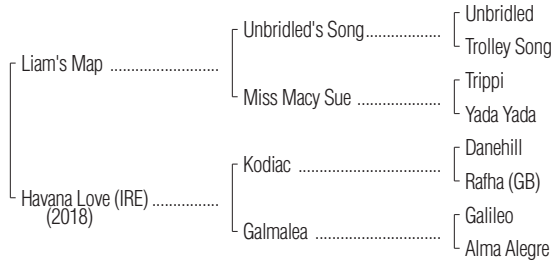 Unbridled
Unbridled's Song
Trolley Song
Liam's Map
Trippi
Miss Macy Sue
Yada Yada
Danehill
Kodiac
Rafha (GB)
Havana Love (IRE)
(2018)
Galileo
Galmalea
Alma Alegre